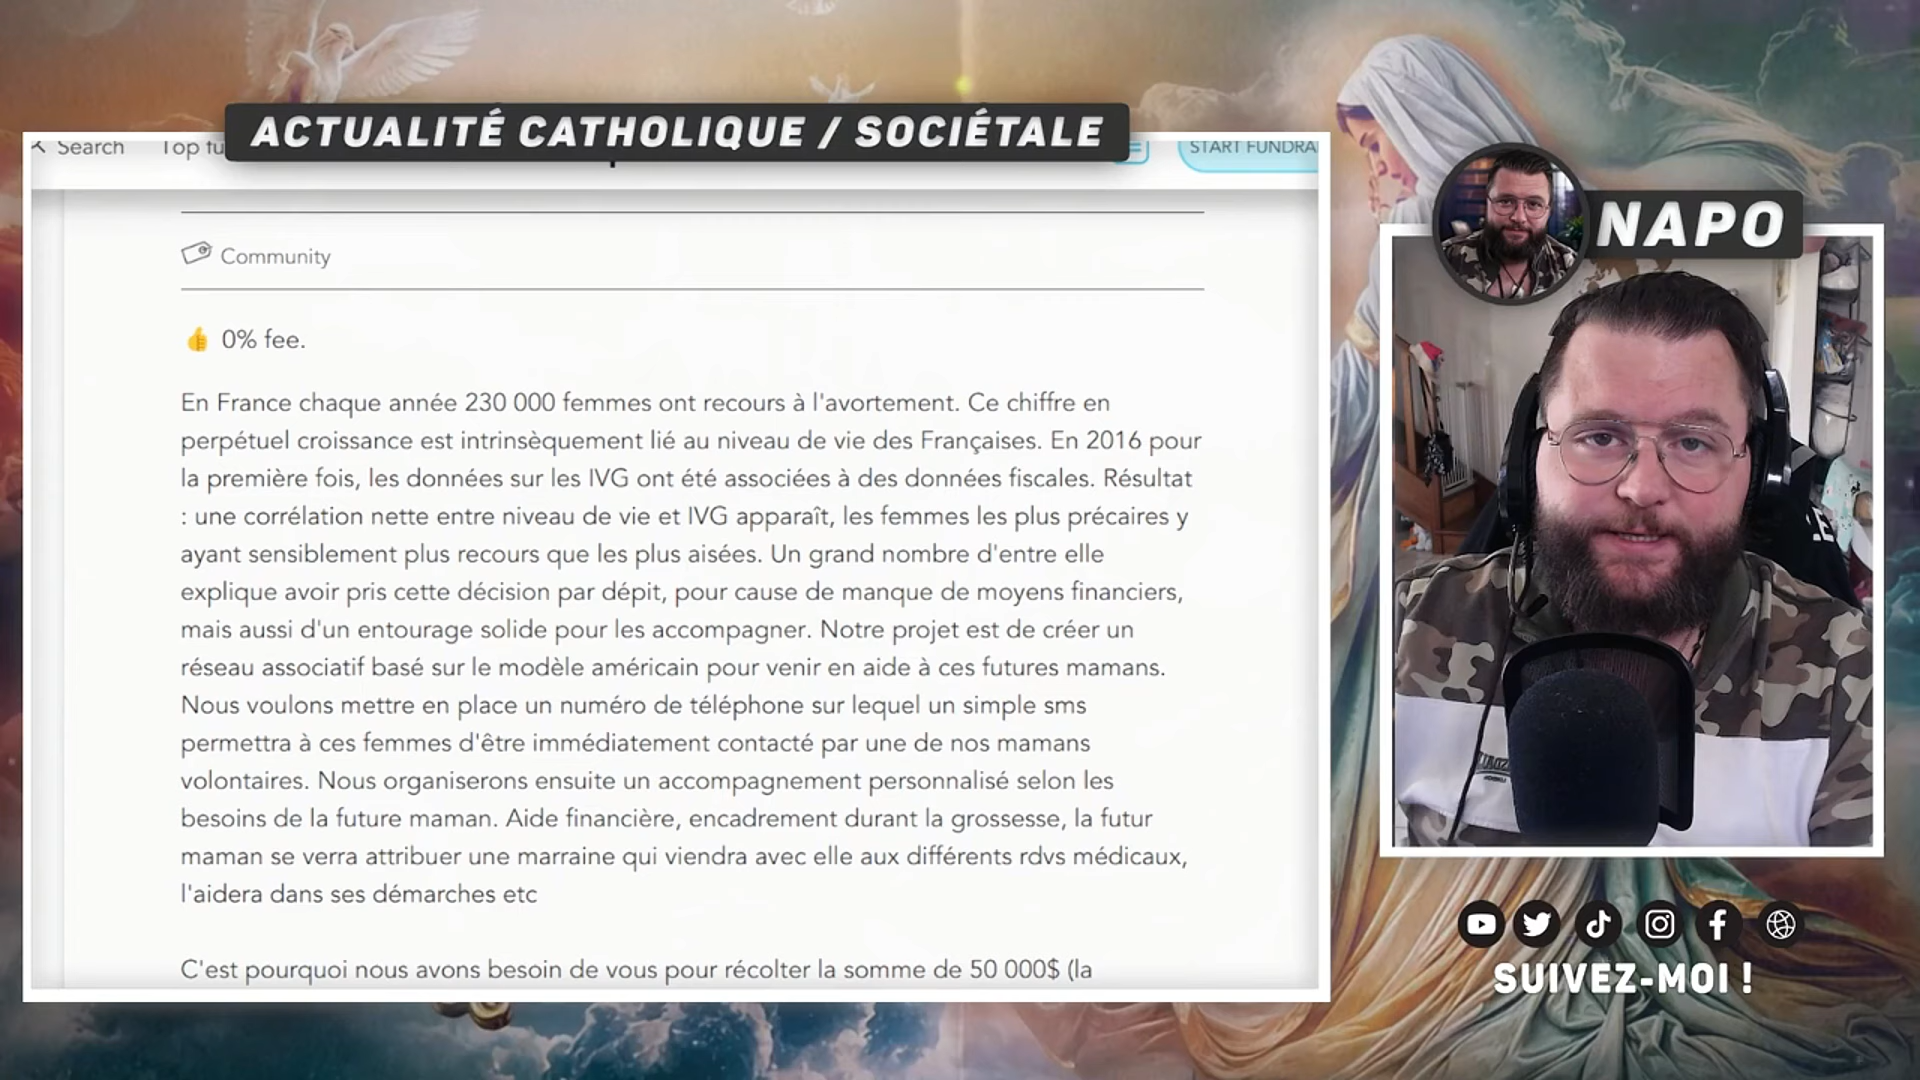 ACTUALITÉ CATHOLIQUE / SOCIÉTALE
Search Top fu
START FUNDRA
Community
👍 0% fee.
En France chaque année 230 000 femmes ont recours à l'avortement. Ce chiffre en
perpétuel croissance est intrinsèquement lié au niveau de vie des Françaises. En 2016 pour
la première fois, les données sur les IVG ont été associées à des données fiscales. Résultat
: une corrélation nette entre niveau de vie et IVG apparaît, les femmes les plus précaires y
ayant sensiblement plus recours que les plus aisées. Un grand nombre d'entre elle
explique avoir pris cette décision par dépit, pour cause de manque de moyens financiers,
mais aussi d'un entourage solide pour les accompagner. Notre projet est de créer un
réseau associatif basé sur le modèle américain pour venir en aide à ces futures mamans.
Nous voulons mettre en place un numéro de téléphone sur lequel un simple sms
permettra à ces femmes d'être immédiatement contacté par une de nos mamans
volontaires. Nous organiserons ensuite un accompagnement personnalisé selon les
besoins de la future maman. Aide financière, encadrement durant la grossesse, la futur
maman se verra attribuer une marraine qui viendra avec elle aux différents rdvs médicaux,
l'aidera dans ses démarches etc
C'est pourquoi nous avons besoin de vous pour récolter la somme de 50 000$ (la
NAPO
SUIVEZ-MOI !